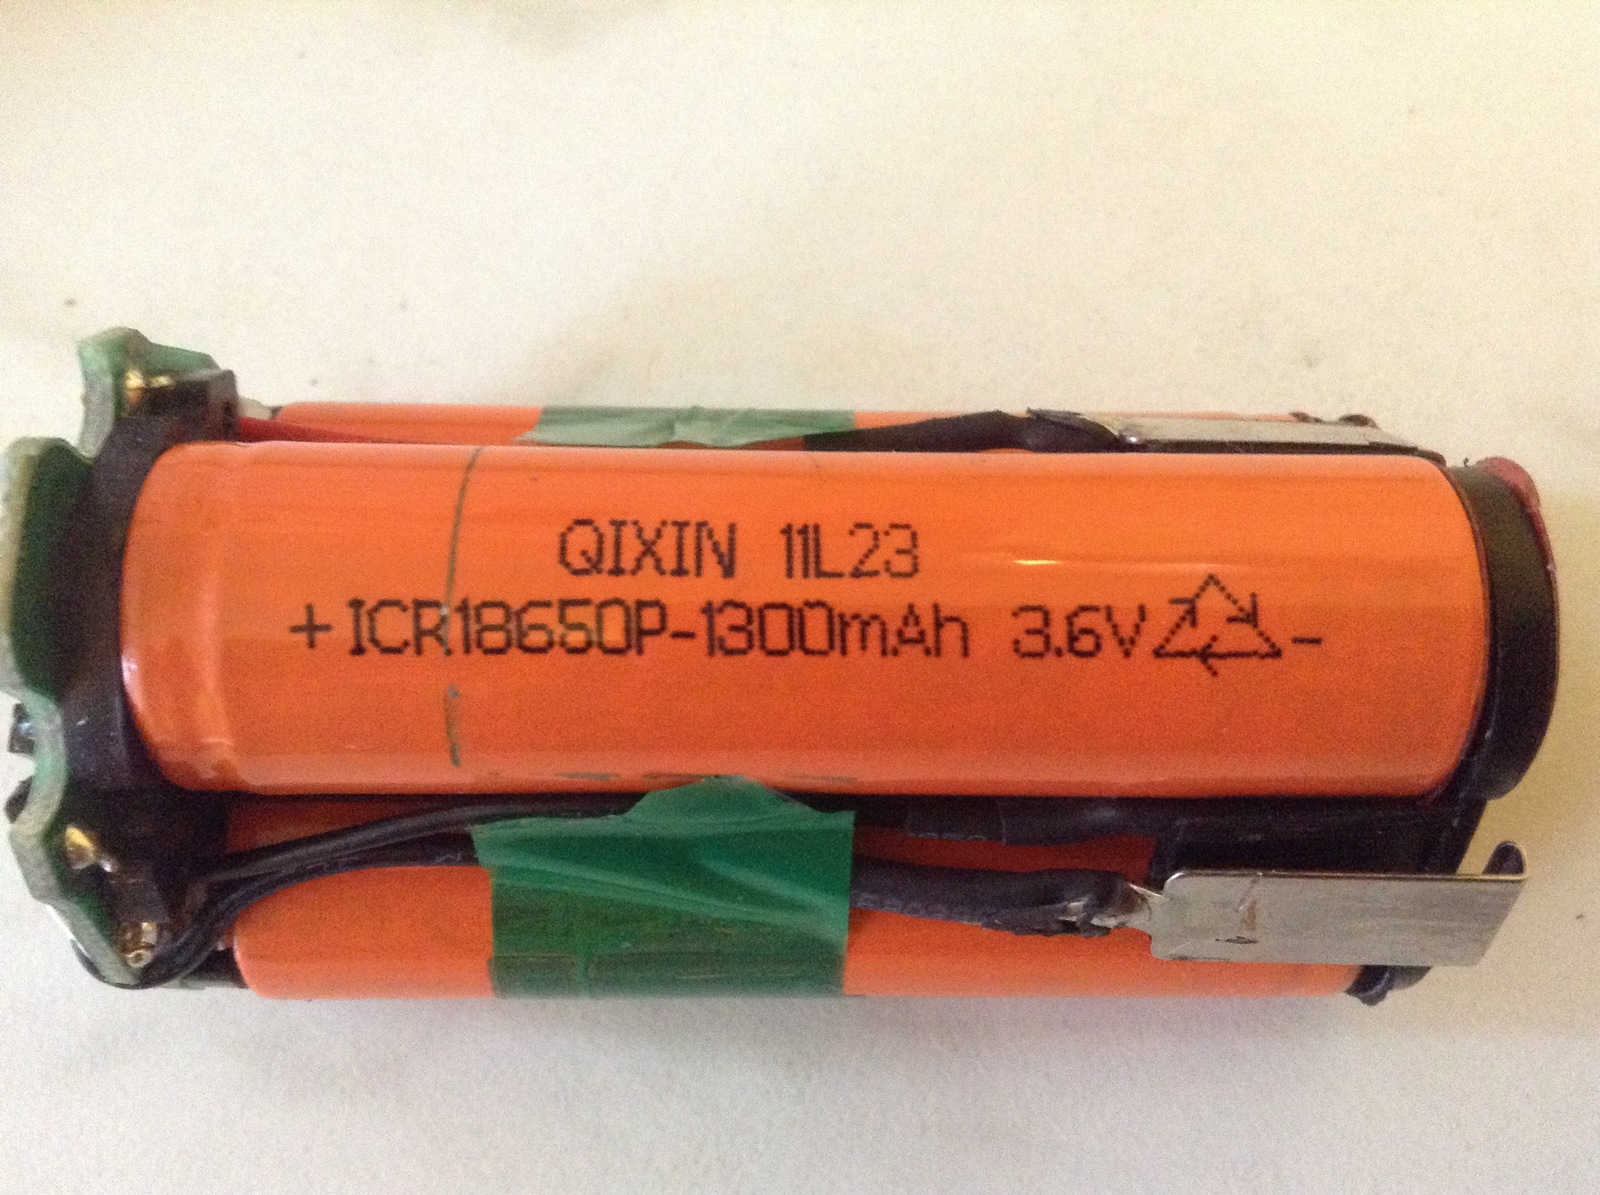 QIXIN 11L23
+ICR18650P-1300mAh 3.6V -